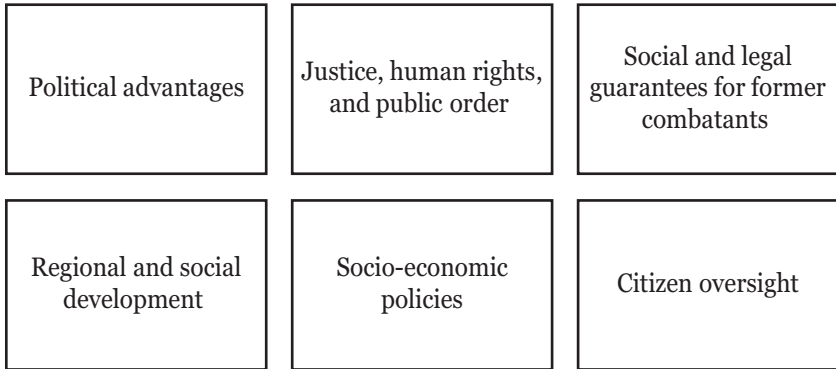 Political advantages
Justice, human rights,
and public order
Social and legal
guarantees for former
combatants
Regional and social
development
Socio-economic
policies
Citizen oversight